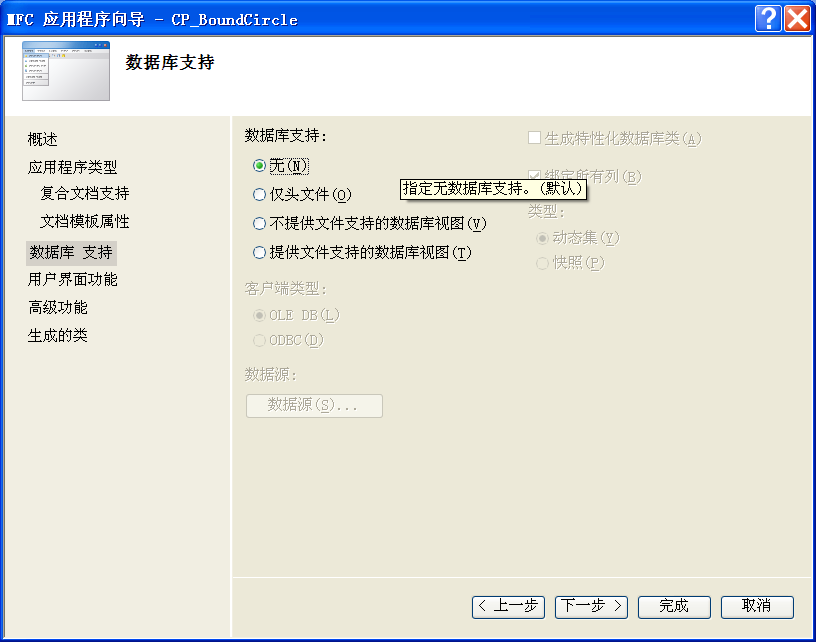 MFC 应用程序向导 - CP_BoundCircle
数据库支持
概述
应用程序类型
复合文档支持
文档模板属性
数据库 支持
用户界面功能
高级功能
生成的类
数据库支持:
无(N)
仅头文件(O)
不提供文件支持的数据库视图(V)
提供文件支持的数据库视图(T)
客户端类型:
OLE DB(L)
ODBC(D)
数据源:
数据源(S)...
生成特性化数据库类(A)
绑定所有列(B)
指定无数据库支持。(默认)
类型:
动态集(Y)
快照(P)
< 上一步
下一步 >
完成
取消